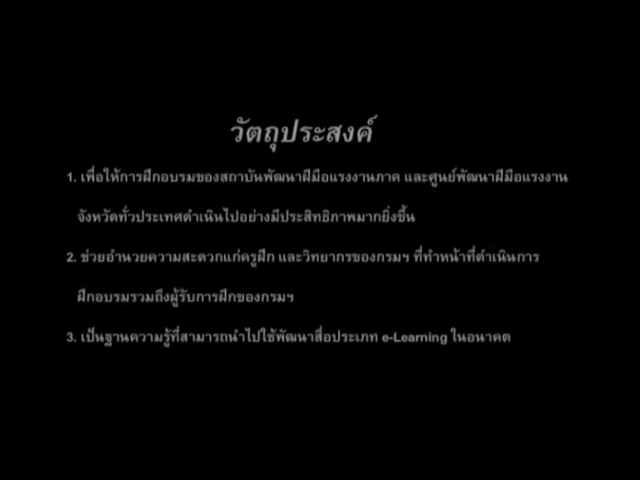 วัตถุประสงค์
1. เพื่อให้การฝึกอบรมของสถาบันพัฒนาฝีมือแรงงานภาค และศูนย์พัฒนาฝีมือแรงงาน
จังหวัดทั่วประเทศดำเนินไปอย่างมีประสิทธิภาพมากยิ่งขึ้น
2. ช่วยอำนวยความสะดวกแก่ครูฝึก และวิทยากรของกรมฯ ที่ทำหน้าที่ดำเนินการ
ฝึกอบรมรวมถึงผู้รับการฝึกของกรมฯ
3. เป็นฐานความรู้ที่สามารถนำไปใช้พัฒนาสื่อประเภท e-Learning ในอนาคต